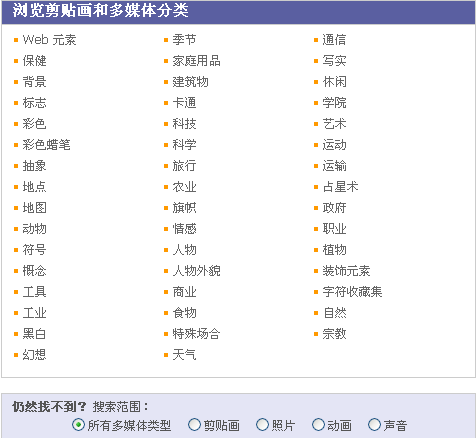 浏览剪贴画和多媒体分类
Web 元素
保健
背景
标志
彩色
彩色蜡笔
抽象
地点
地图
动物
符号
概念
工具
工业
黑白
幻想
季节
家庭用品
建筑物
卡通
科技
科学
旅行
农业
旗帜
情感
人物
人物外貌
商业
食物
特殊场合
天气
通信
写实
休闲
学院
艺术
运动
运输
占星术
政府
职业
植物
装饰元素
字符收藏集
自然
宗教
仍然找不到？ 搜索范围：
所有多媒体类型 剪贴画 照片 动画 声音